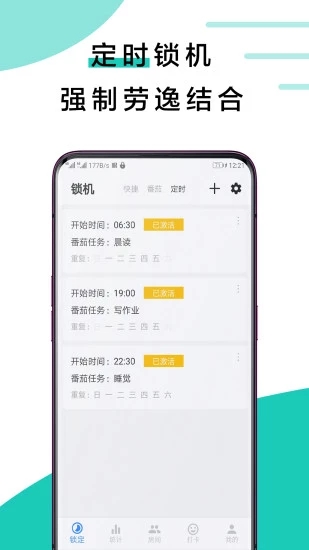 定时锁机
强制劳逸结合
177B/s
12:21
锁机 快速 番茄 定时
开始时间：06:30 已激活
番茄任务：晨读
重复：日 一 二 三 四 五 六
开始时间：19:00 已激活
番茄任务：写作业
重复：日 一 二 三 四 五 六
开始时间：22:30 已激活
番茄任务：睡觉
重复：日 一 二 三 四 五 六
锁定 打卡 我的